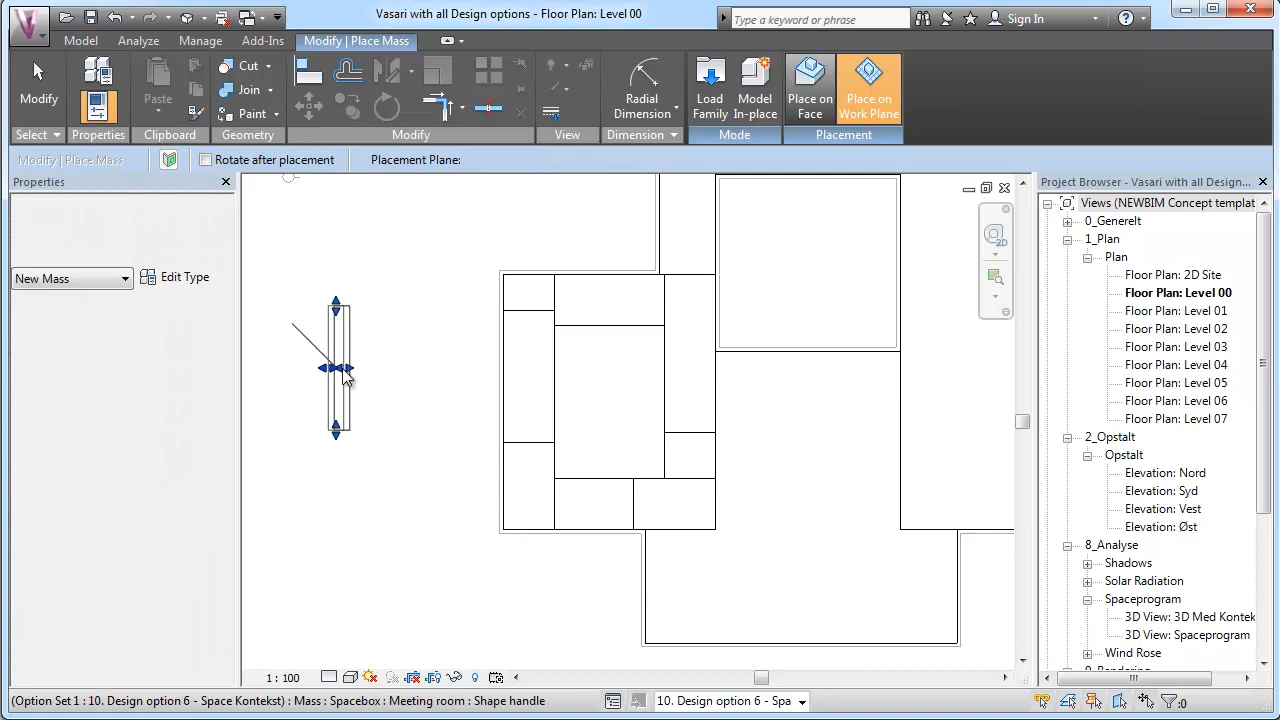 Vasari with all Design options - Floor Plan: Level 00
Type a keyword or phrase
Sign In
Model Analyze Manage Add-Ins Modify | Place Mass
Modify
Paste
Cut
Join
Paint
Radial
Dimension
Load
Family
Model
In-place
Place on
Face
Place on
Work Plane
Select Properties Clipboard Geometry Modify View Dimension Mode Placement
Modify | Place Mass Rotate after placement Placement Plane:
Properties
New Mass Edit Type
2D
Project Browser - Vasari with all Design...
Views (NEWBIM Concept templat
0_Generelt
1_Plan
Plan
Floor Plan: 2D Site
Floor Plan: Level 00
Floor Plan: Level 01
Floor Plan: Level 02
Floor Plan: Level 03
Floor Plan: Level 04
Floor Plan: Level 05
Floor Plan: Level 06
Floor Plan: Level 07
2_Opstalt
Opstalt
Elevation: Nord
Elevation: Syd
Elevation: Vest
Elevation: Øst
8_Analyse
Shadows
Solar Radiation
Spaceprogram
3D View: 3D Med Kontek
3D View: Spaceprogram
Wind Rose
1 : 100
(Option Set 1 : 10. Design option 6 - Space Kontekst) : Mass : Spacebox : Meeting room : Shape handle
10. Design option 6 - Spa
:0